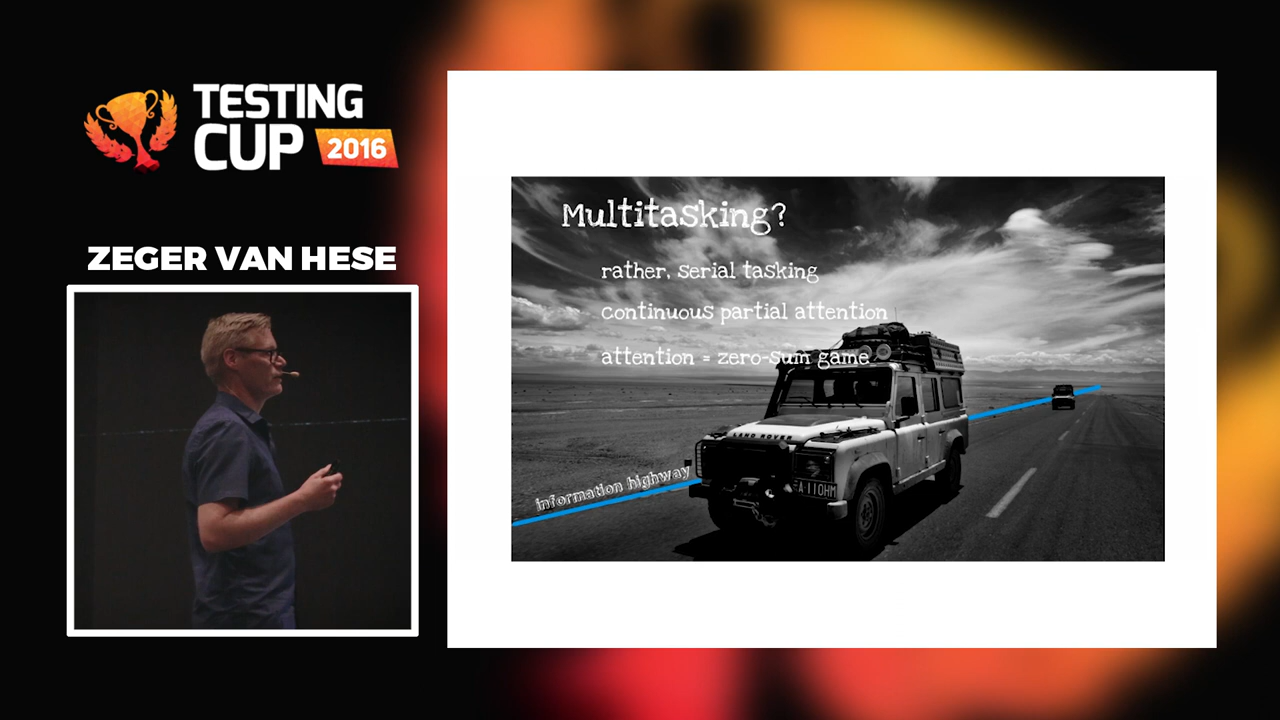 TESTING
CUP
2016
ZEGER VAN HESE
Multitasking?
rather, serial tasking
continuous partial attention
attention = zero-sum game
LAND ROVER
A110HM
information highway